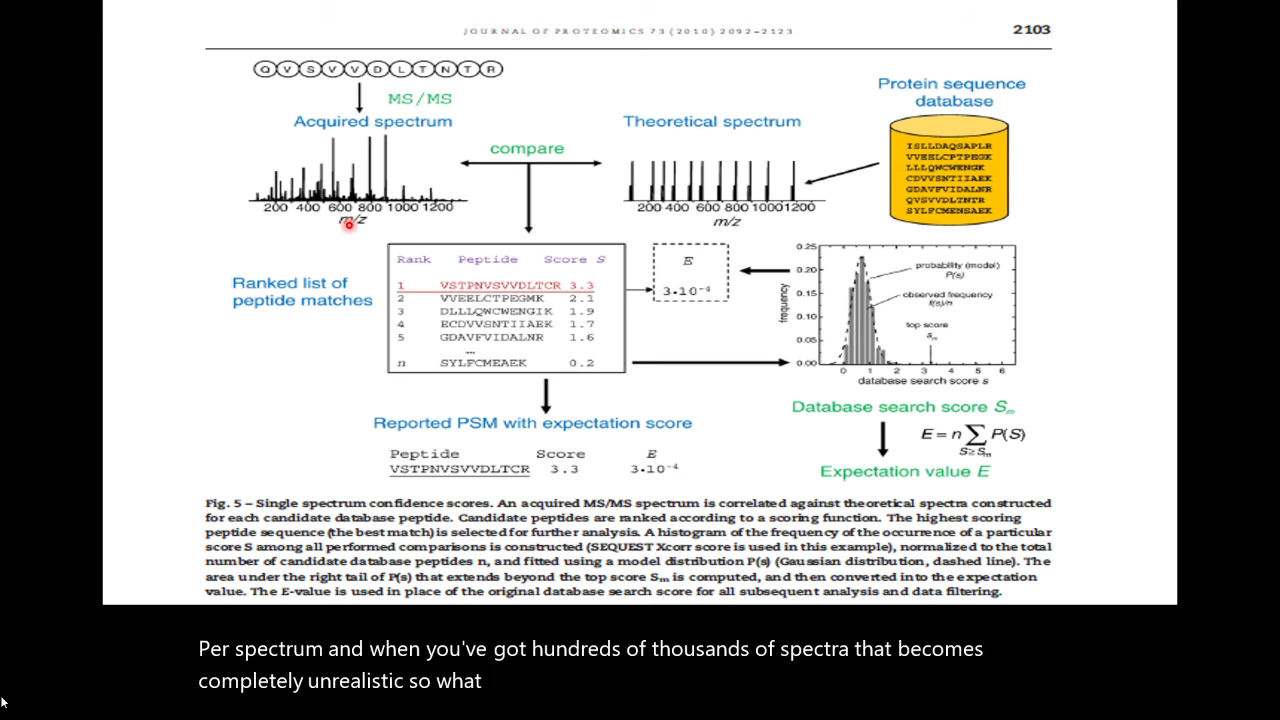 JOURNAL OF PROTEOMICS 73 (2010) 2092–2123
2103
Q V S V V D L T N T R
MS/MS
Acquired spectrum
200 400 600 800 1000 1200
m/z
compare
Theoretical spectrum
200 400 600 800 1000 1200
m/z
Protein sequence
database
ISLLDAQSAPLR
VVEELCPTPEGK
LLLQWCWENGK
CDVVSNTIIAEK
GDAVFVIDALNR
QVSVVDLTNTR
SYLFCMENSAEK
Ranked list of
peptide matches
Rank Peptide Score S
1 VSTPNVSVVDLTCR 3.3
2 VVEELCTPEGMK 2.1
3 DLLLQWCWENGIK 1.9
4 ECDVVSNTIIAEK 1.7
5 GDAVFVIDALNR 1.6
...
n SYLFCMEAEK 0.2
E
3•10⁻⁴
0.25
0.20
0.15
0.10
0.05
0.00
frequency
probability (model)
P(s)
observed frequency
f(s)/n
top score
Sm
0 1 2 3 4 5 6
database search score s
Database search score Sm
E = n ∑ P(S)
S≥Sm
Expectation value E
Reported PSM with expectation score
Peptide Score E
VSTPNVSVVDLTCR 3.3 3•10⁻⁴
Fig. 5 – Single spectrum confidence scores. An acquired MS/MS spectrum is correlated against theoretical spectra constructed
for each candidate database peptide. Candidate peptides are ranked according to a scoring function. The highest scoring
peptide sequence (the best match) is selected for further analysis. A histogram of the frequency of the occurrence of a particular
score S among all performed comparisons is constructed (SEQUEST Xcorr score is used in this example), normalized to the total
number of candidate database peptides n, and fitted using a model distribution P(s) (Gaussian distribution, dashed line). The
area under the right tail of P(s) that extends beyond the top score Sm is computed, and then converted into the expectation
value. The E-value is used in place of the original database search score for all subsequent analysis and data filtering.
Per spectrum and when you've got hundreds of thousands of spectra that becomes
completely unrealistic so what